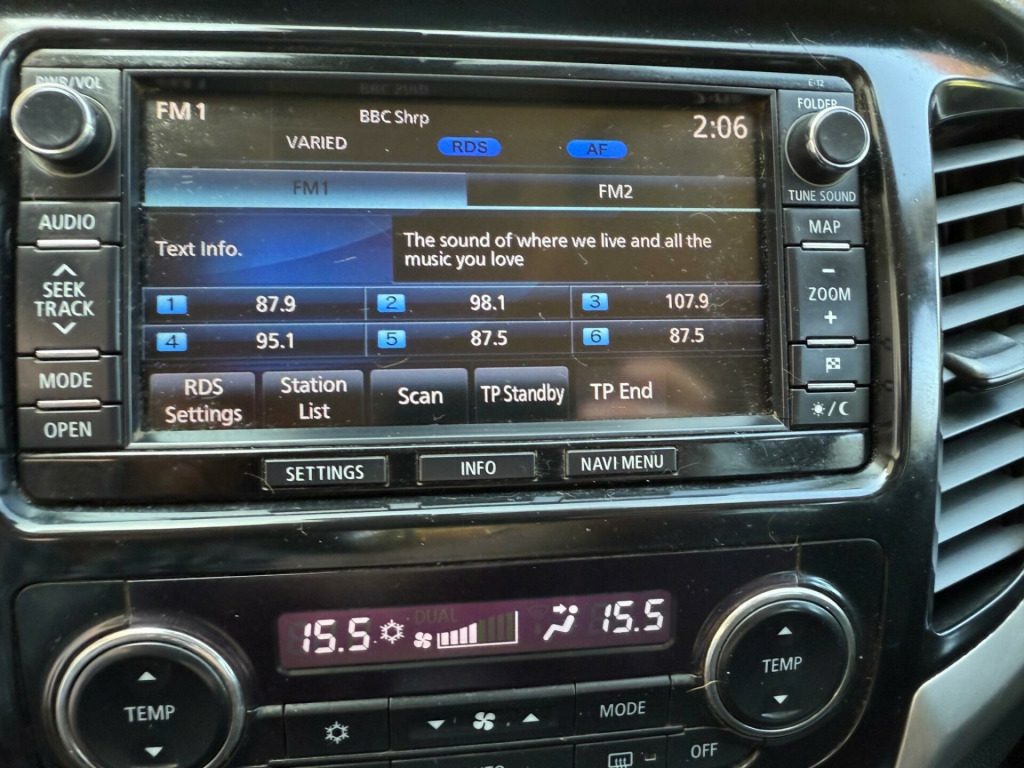 PWR/VOL
FM 1
BBC Shrp
2:06
VARIED
RDS
AF
FM1
FM2
Text Info.
The sound of where we live and all the
music you love
1 87.9
2 98.1
3 107.9
4 95.1
5 87.5
6 87.5
RDS
Settings
Station
List
Scan
TP Standby
TP End
AUDIO
SEEK
TRACK
MODE
OPEN
E-12
FOLDER
TUNE SOUND
MAP
-
ZOOM
+
SETTINGS
INFO
NAVI MENU
15.5
DUAL
15.5
TEMP
TEMP
MODE
OFF